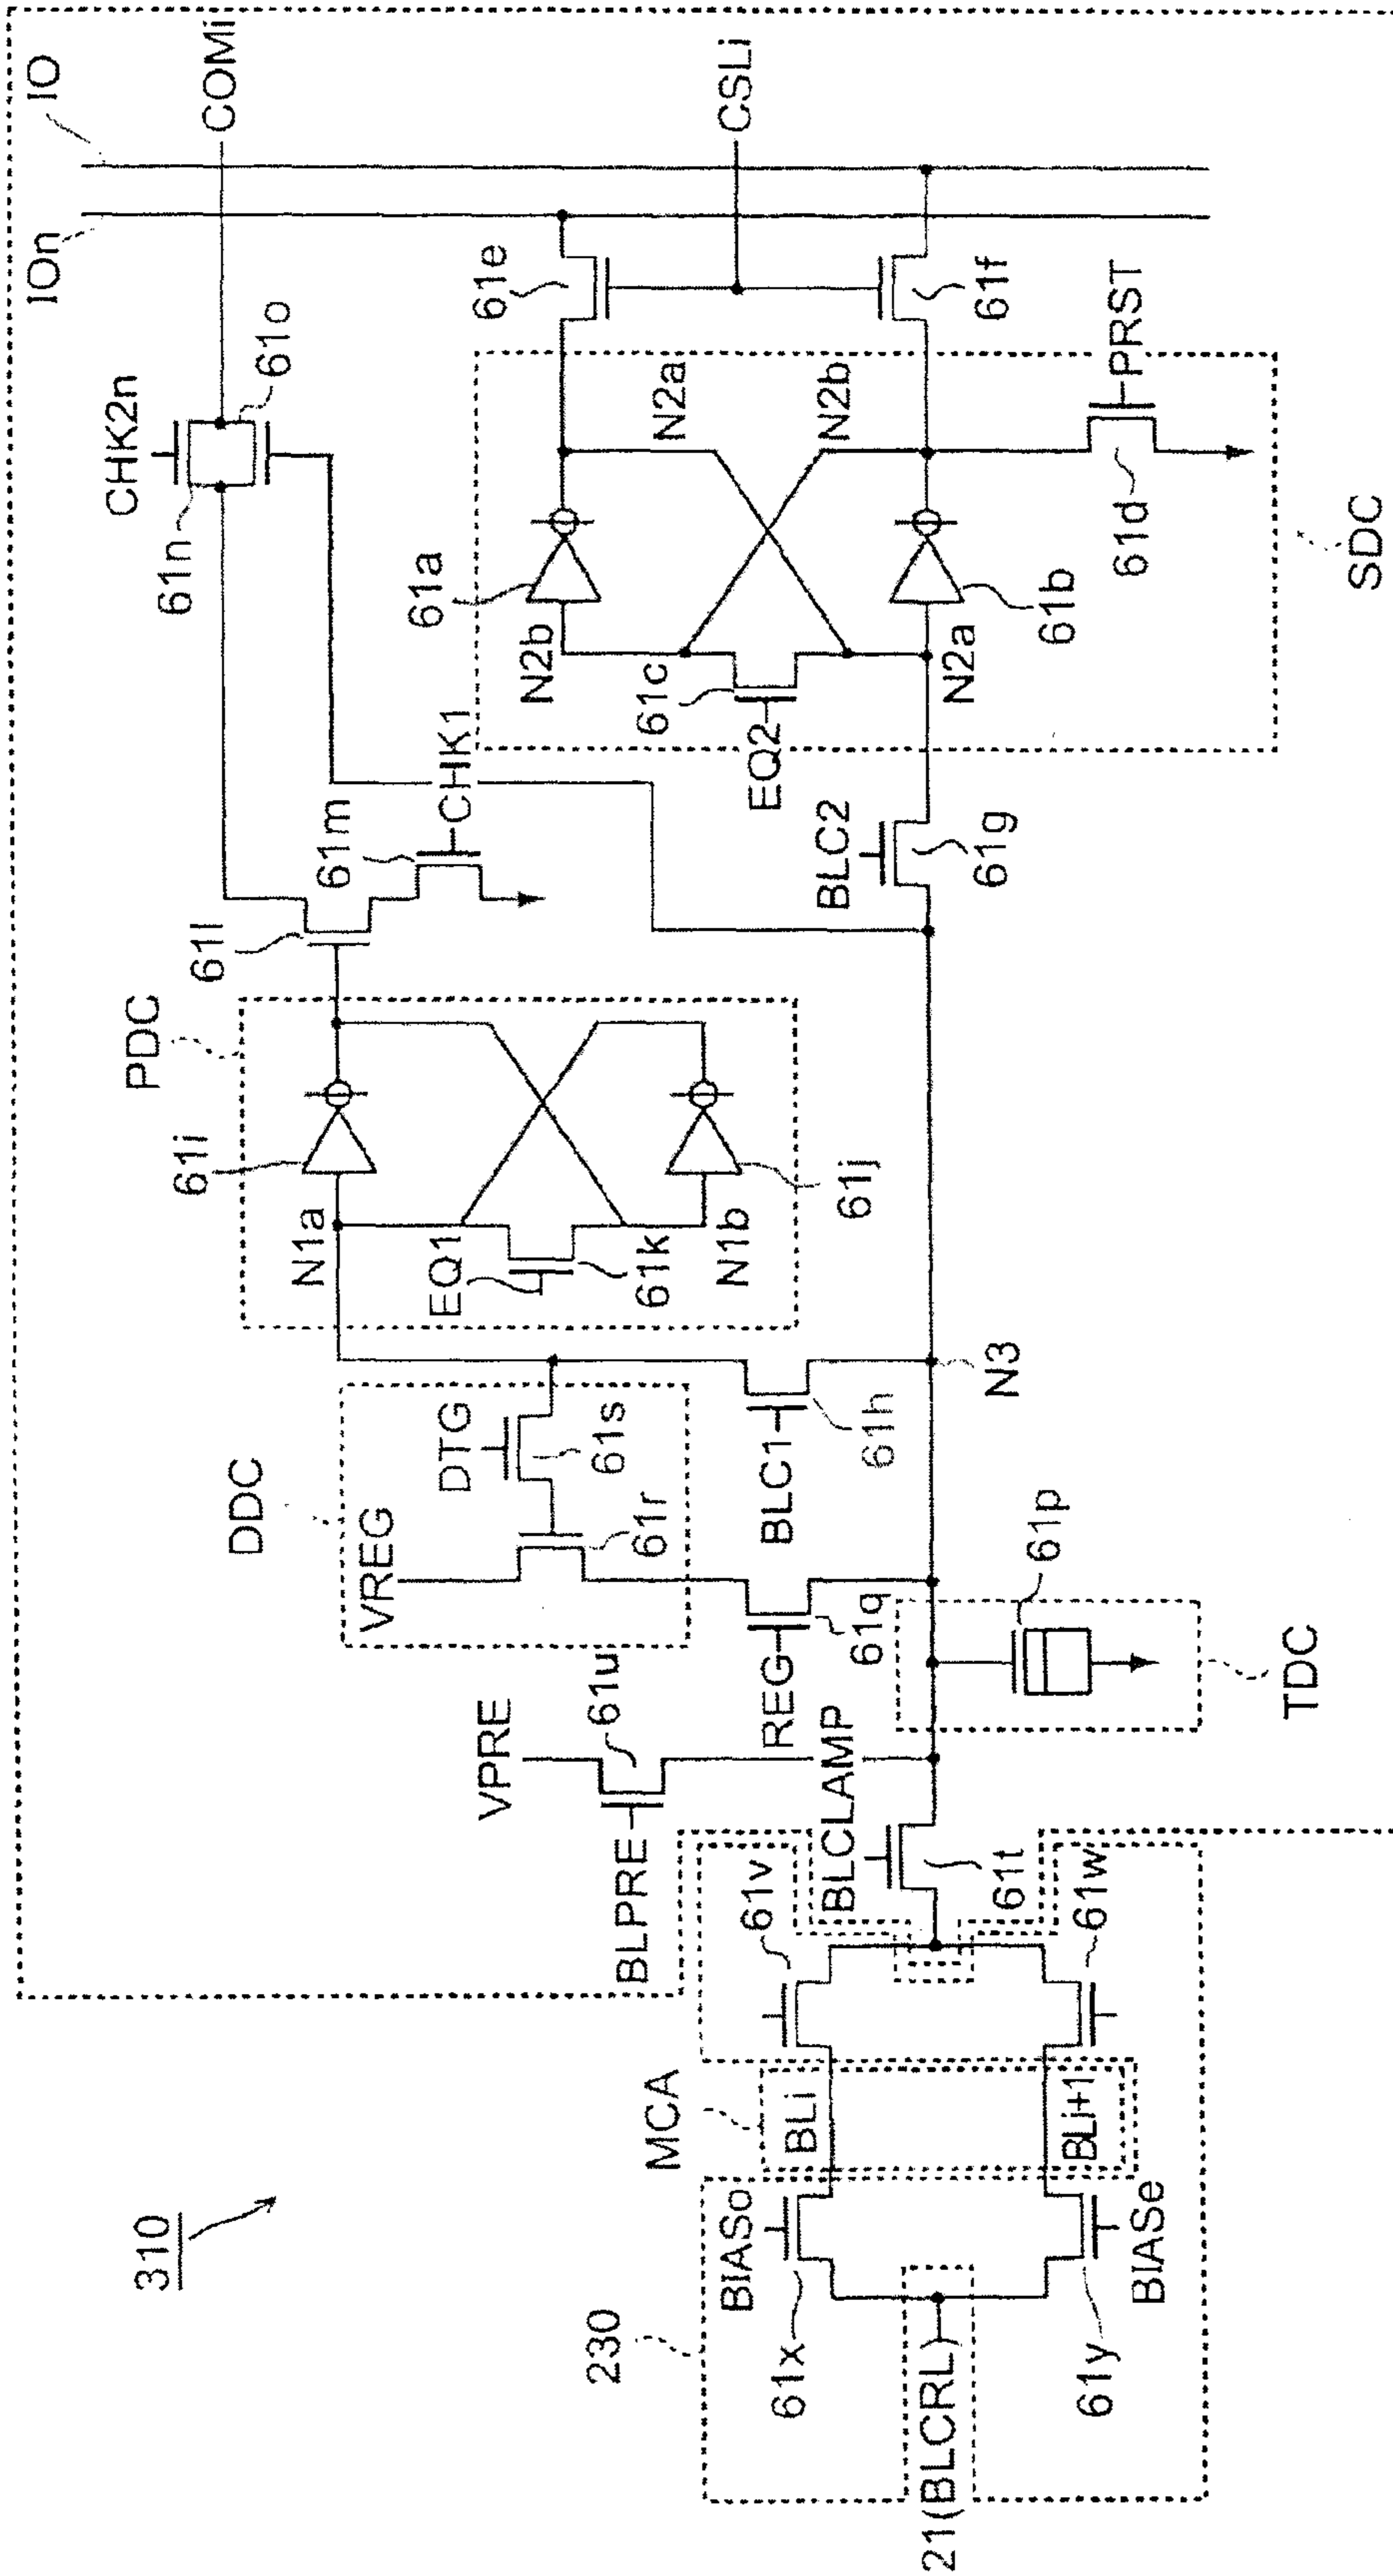 310
IO
IOn
COMi
CSLi
CHK2n
61n
61o
61e
61f
N2a
N2b
61a
61b
N2b
N2a
61c
EQ2
61d
PRST
SDC
CHK1
61m
61l
BLC2
61g
PDC
61i
61j
N1a
N1b
EQ1
61k
N3
DDC
DTG
61s
VREG
61r
BLC1
61h
REG
61q
61p
TDC
VPRE
61u
BLPRE
BLCLAMP
61t
61v
61w
MCA
BLi
BLi+1
BIASo
BIASe
230
61x
61y
21(BLCRL)